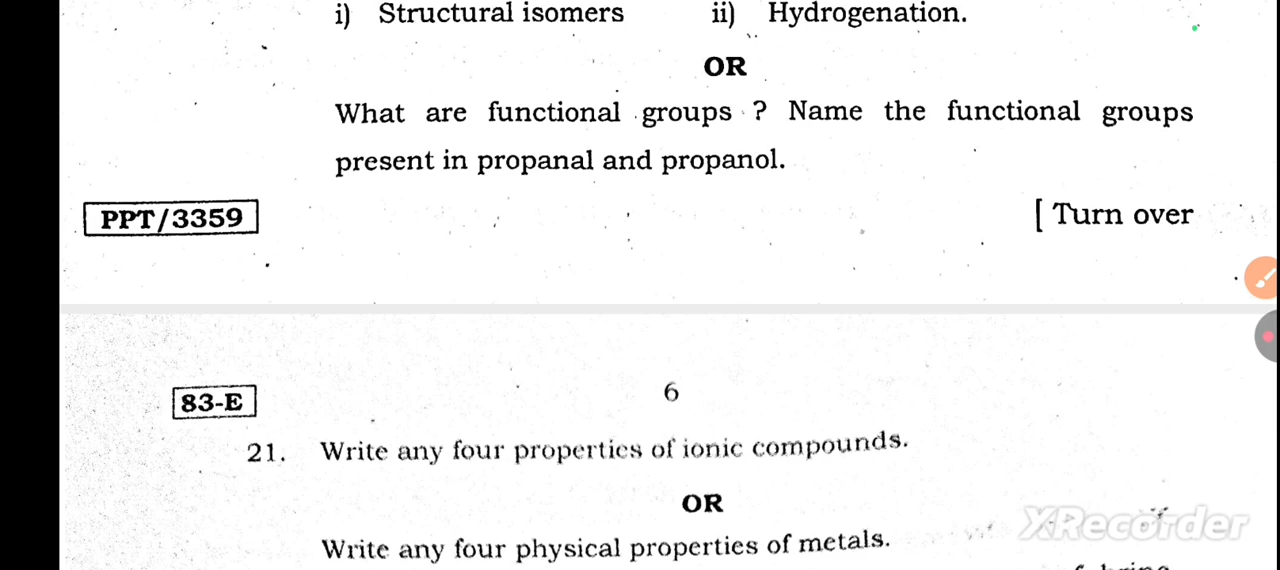 i) Structural isomers ii) Hydrogenation.
OR
What are functional groups ? Name the functional groups
present in propanal and propanol.
PPT/3359 [ Turn over
83-E 6
21. Write any four properties of ionic compounds.
OR
XRecorder
Write any four physical properties of metals.